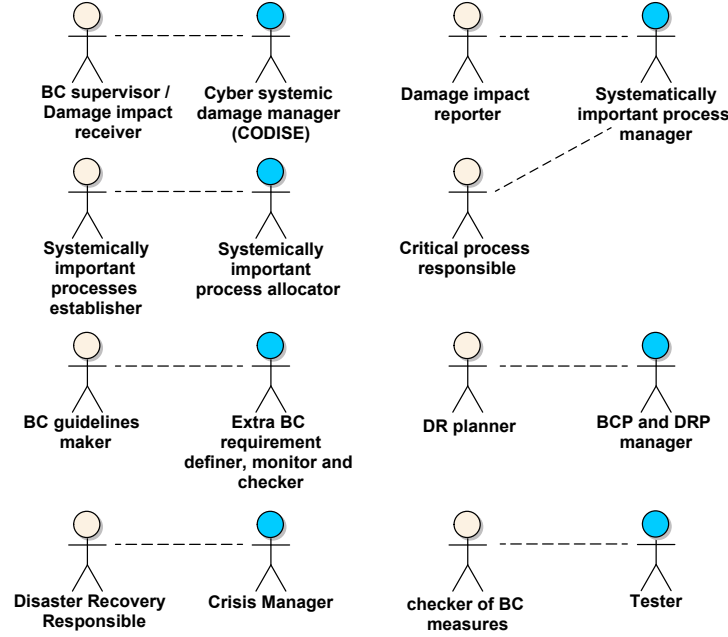 BC supervisor /
Damage impact
receiver
Cyber systemic
damage manager
(CODISE)
Damage impact
reporter
Systematically
important process
manager
Systemically
important
processes
establisher
Systemically
important
process allocator
Critical process
responsible
BC guidelines
maker
Extra BC
requirement
definer, monitor and
checker
DR planner
BCP and DRP
manager
Disaster Recovery
Responsible
Crisis Manager
checker of BC
measures
Tester